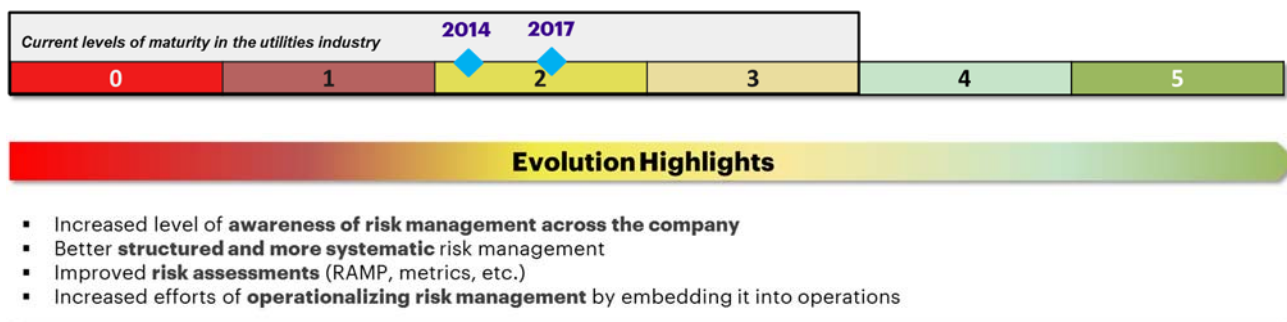 2014 2017
Current levels of maturity in the utilities industry
0 1 2 3 4 5
Evolution Highlights
▪ Increased level of awareness of risk management across the company
▪ Better structured and more systematic risk management
▪ Improved risk assessments (RAMP, metrics, etc.)
▪ Increased efforts of operationalizing risk management by embedding it into operations